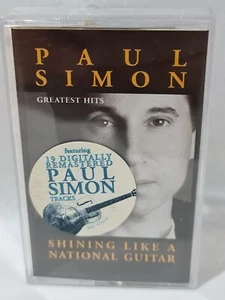 PAUL
SIMON
GREATEST HITS
featuring
19 DIGITALLY
REMASTERED
PAUL
SIMON
TRACKS
SHINING LIKE A
NATIONAL GUITAR